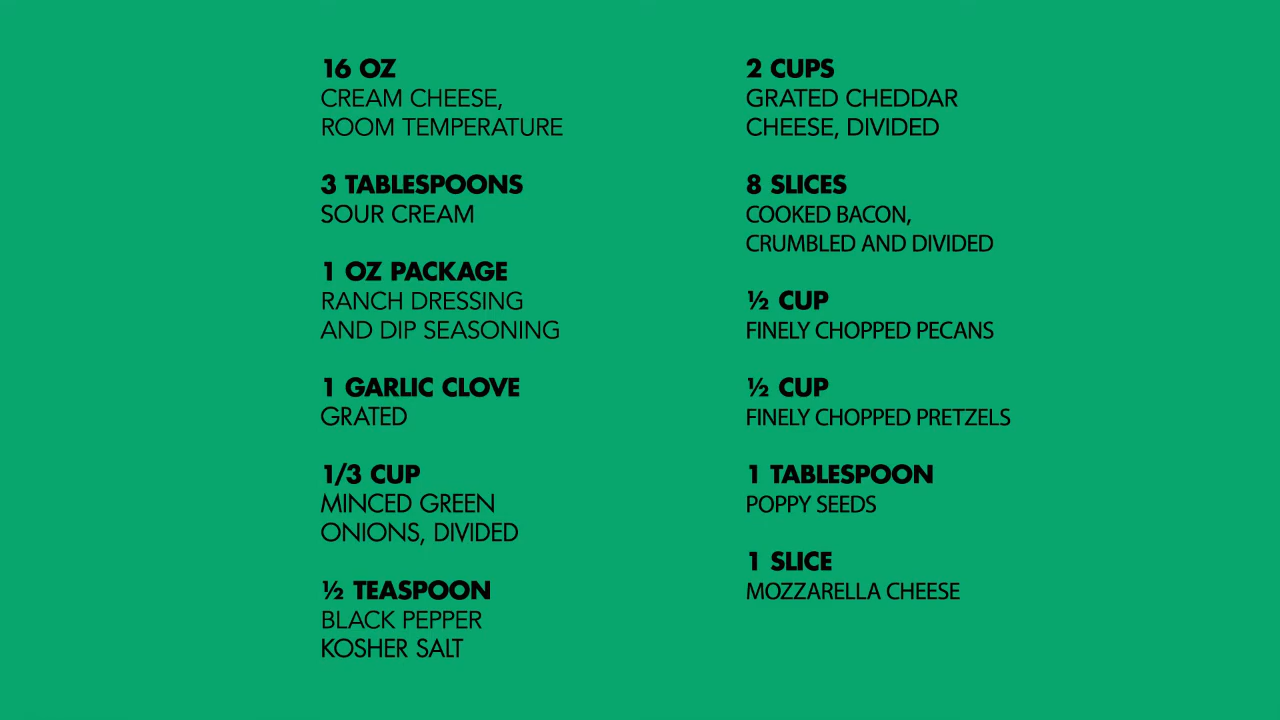 16 OZ
CREAM CHEESE,
ROOM TEMPERATURE
3 TABLESPOONS
SOUR CREAM
1 OZ PACKAGE
RANCH DRESSING
AND DIP SEASONING
1 GARLIC CLOVE
GRATED
1/3 CUP
MINCED GREEN
ONIONS, DIVIDED
½ TEASPOON
BLACK PEPPER
KOSHER SALT
2 CUPS
GRATED CHEDDAR
CHEESE, DIVIDED
8 SLICES
COOKED BACON,
CRUMBLED AND DIVIDED
½ CUP
FINELY CHOPPED PECANS
½ CUP
FINELY CHOPPED PRETZELS
1 TABLESPOON
POPPY SEEDS
1 SLICE
MOZZARELLA CHEESE